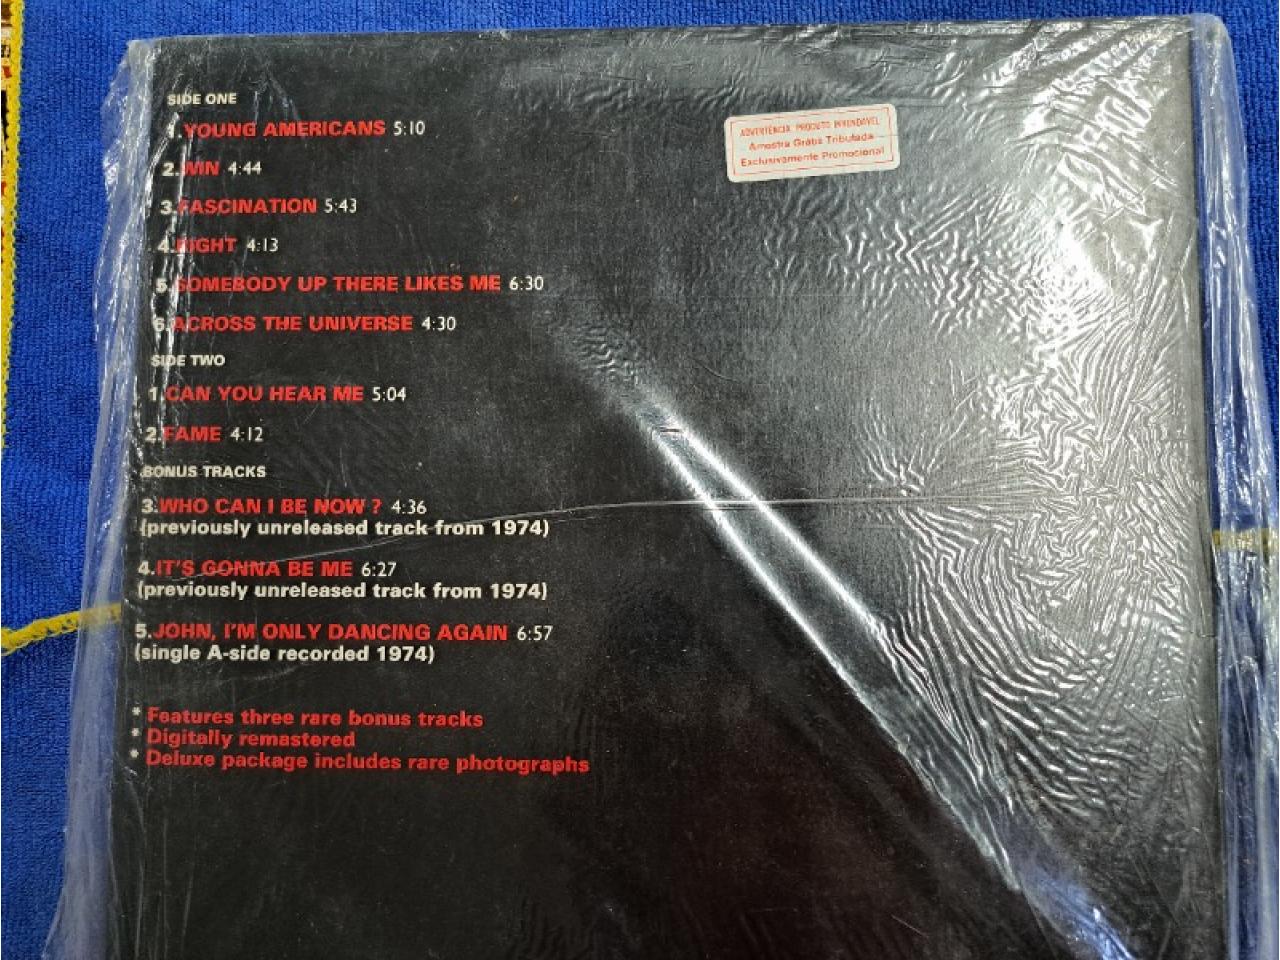 SIDE ONE
1. YOUNG AMERICANS 5:10
2. WIN 4:44
3. FASCINATION 5:43
4. RIGHT 4:13
5. SOMEBODY UP THERE LIKES ME 6:30
6. ACROSS THE UNIVERSE 4:30
SIDE TWO
1. CAN YOU HEAR ME 5:04
2. FAME 4:12
BONUS TRACKS
3. WHO CAN I BE NOW ? 4:36
(previously unreleased track from 1974)
4. IT'S GONNA BE ME 6:27
(previously unreleased track from 1974)
5. JOHN, I'M ONLY DANCING AGAIN 6:57
(single A-side recorded 1974)
* Features three rare bonus tracks
* Digitally remastered
* Deluxe package includes rare photographs
ADVERTÊNCIA: PRODUTO INVENDÁVEL
Amostra Grátis Tributada
Exclusivamente Promocional